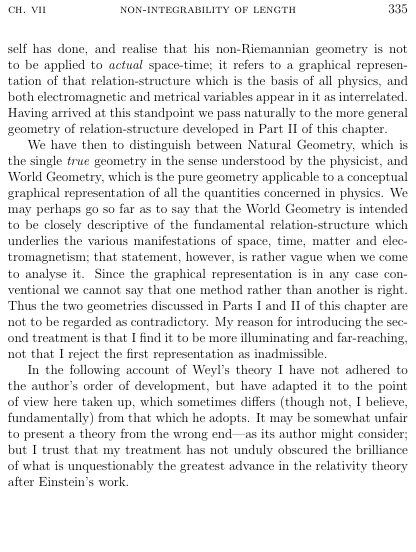 CH. VII NON-INTEGRABILITY OF LENGTH 335
self has done, and realise that his non-Riemannian geometry is not
to be applied to actual space-time; it refers to a graphical represen-
tation of that relation-structure which is the basis of all physics, and
both electromagnetic and metrical variables appear in it as interrelated.
Having arrived at this standpoint we pass naturally to the more general
geometry of relation-structure developed in Part II of this chapter.
We have then to distinguish between Natural Geometry, which is
the single true geometry in the sense understood by the physicist, and
World Geometry, which is the pure geometry applicable to a conceptual
graphical representation of all the quantities concerned in physics. We
may perhaps go so far as to say that the World Geometry is intended
to be closely descriptive of the fundamental relation-structure which
underlies the various manifestations of space, time, matter and elec-
tromagnetism; that statement, however, is rather vague when we come
to analyse it. Since the graphical representation is in any case con-
ventional we cannot say that one method rather than another is right.
Thus the two geometries discussed in Parts I and II of this chapter are
not to be regarded as contradictory. My reason for introducing the sec-
ond treatment is that I find it to be more illuminating and far-reaching,
not that I reject the first representation as inadmissible.
In the following account of Weyl's theory I have not adhered to
the author's order of development, but have adapted it to the point
of view here taken up, which sometimes differs (though not, I believe,
fundamentally) from that which he adopts. It may be somewhat unfair
to present a theory from the wrong end—as its author might consider;
but I trust that my treatment has not unduly obscured the brilliance
of what is unquestionably the greatest advance in the relativity theory
after Einstein's work.